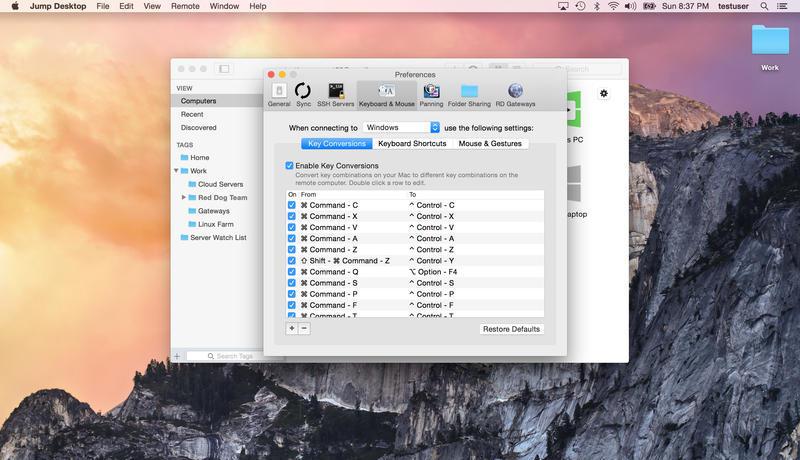 Jump Desktop File Edit View Remote Window Help Sun 8:37 PM testuser
Work
Search
Preferences
General Sync SSH Servers Keyboard & Mouse Panning Folder Sharing RD Gateways
VIEW
Computers
Recent
Discovered
TAGS
Home
Work
Cloud Servers
Red Dog Team
Gateways
Linux Farm
Server Watch List
Search Tags
When connecting to Windows use the following settings:
Key Conversions Keyboard Shortcuts Mouse & Gestures
Enable Key Conversions
Convert key combinations on your Mac to different key combinations on the
remote computer. Double click a row to edit.
On From To
⌘ Command - C ^ Control - C
⌘ Command - X ^ Control - X
⌘ Command - V ^ Control - V
⌘ Command - A ^ Control - A
⌘ Command - Z ^ Control - Z
⇧ Shift - ⌘ Command - Z ^ Control - Y
⌘ Command - Q ⌥ Option - F4
⌘ Command - S ^ Control - S
⌘ Command - P ^ Control - P
⌘ Command - F ^ Control - F
⌘ Command - T ^ Control - T
+ −
Restore Defaults
s PC
aptop